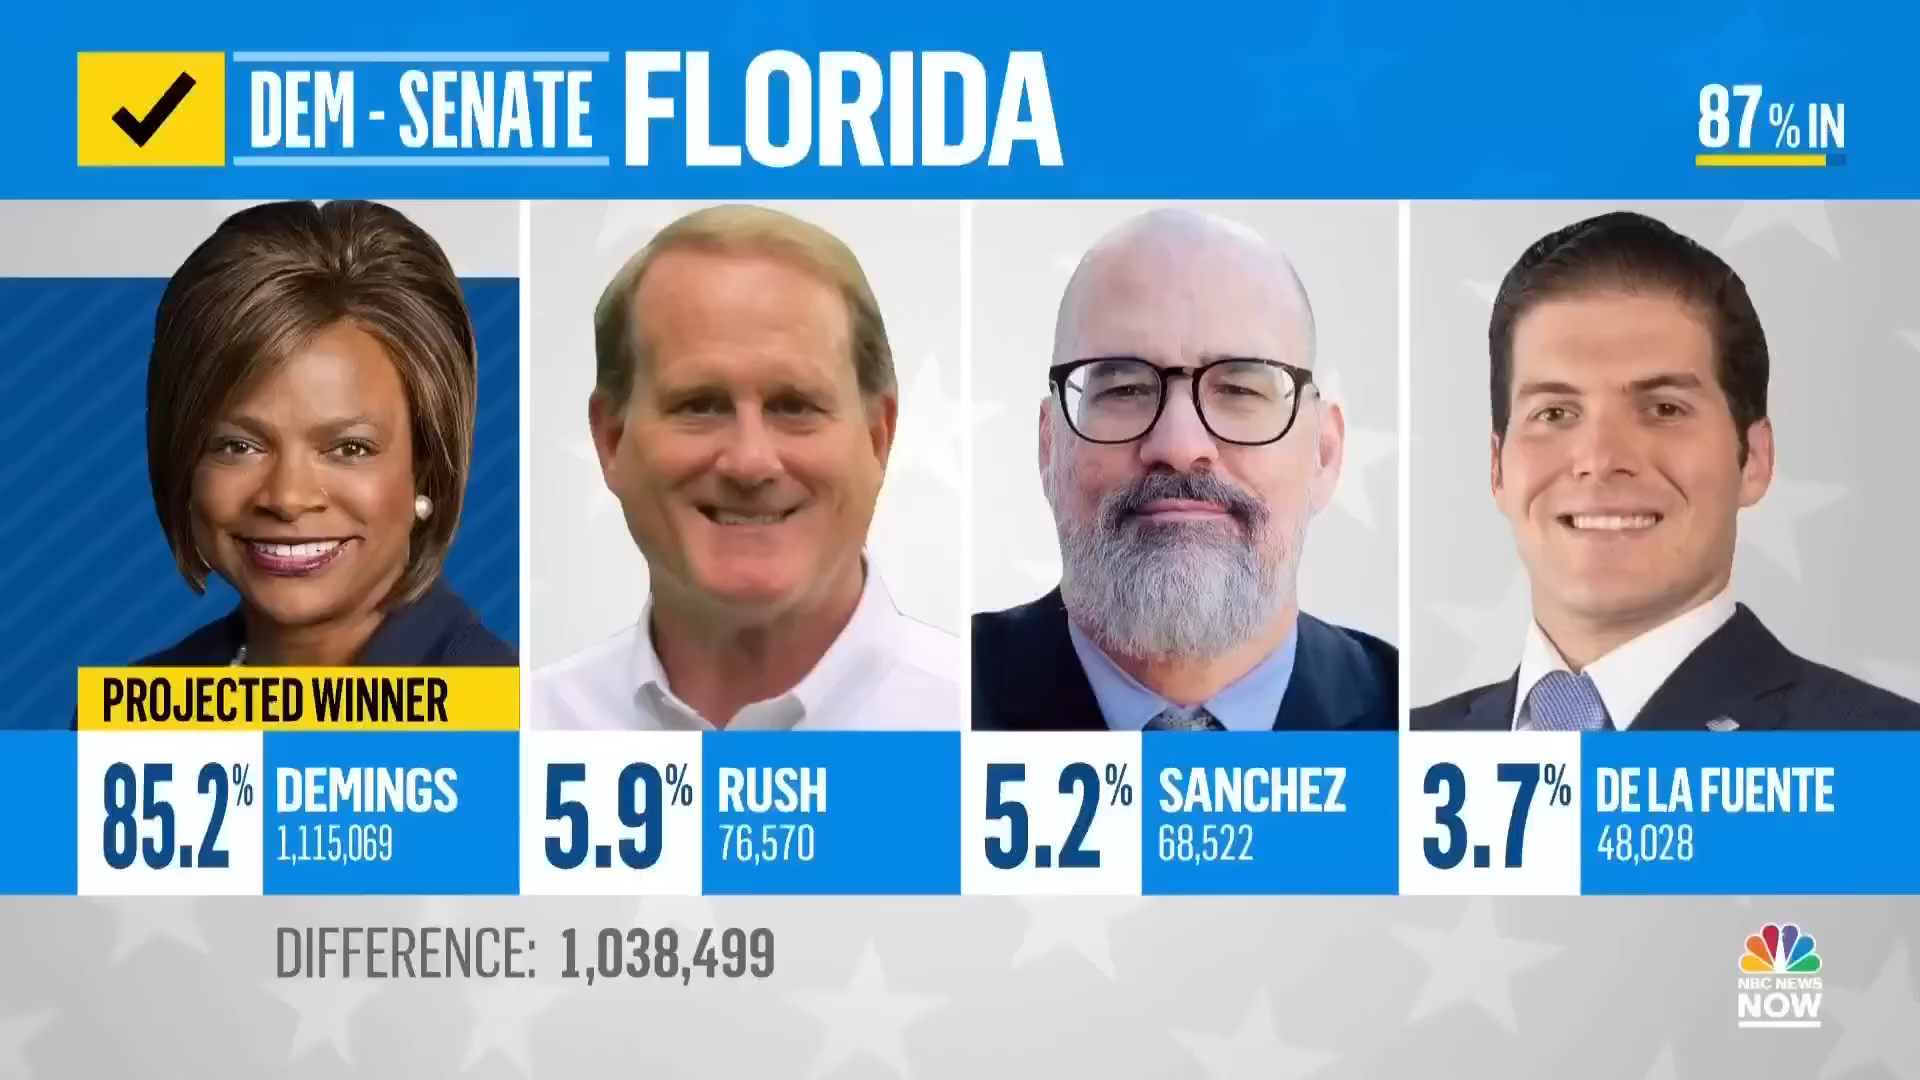 DEM - SENATE FLORIDA
87% IN
PROJECTED WINNER
85.2% DEMINGS
1,115,069
5.9% RUSH
76,570
5.2% SANCHEZ
68,522
3.7% DE LA FUENTE
48,028
DIFFERENCE: 1,038,499
NBC NEWS
NOW